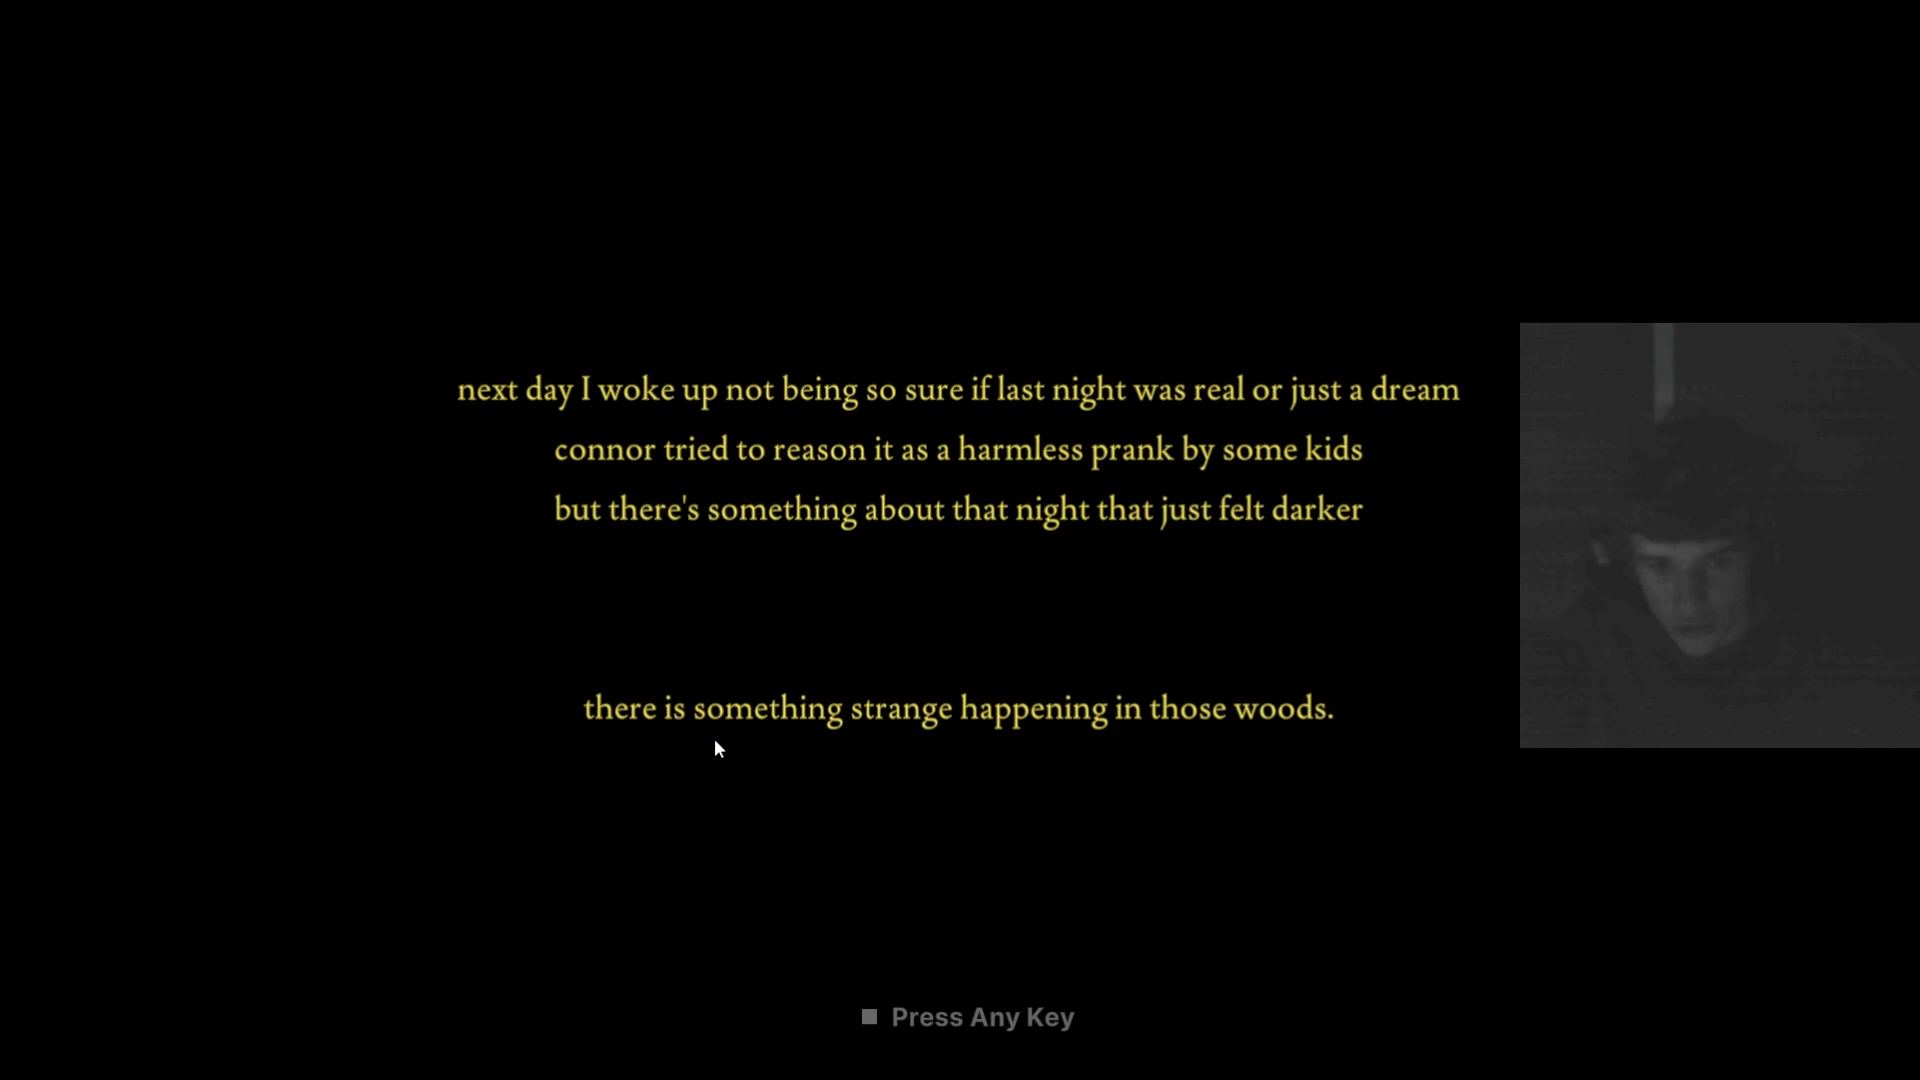 next day I woke up not being so sure if last night was real or just a dream
connor tried to reason it as a harmless prank by some kids
but there's something about that night that just felt darker
there is something strange happening in those woods.
Press Any Key